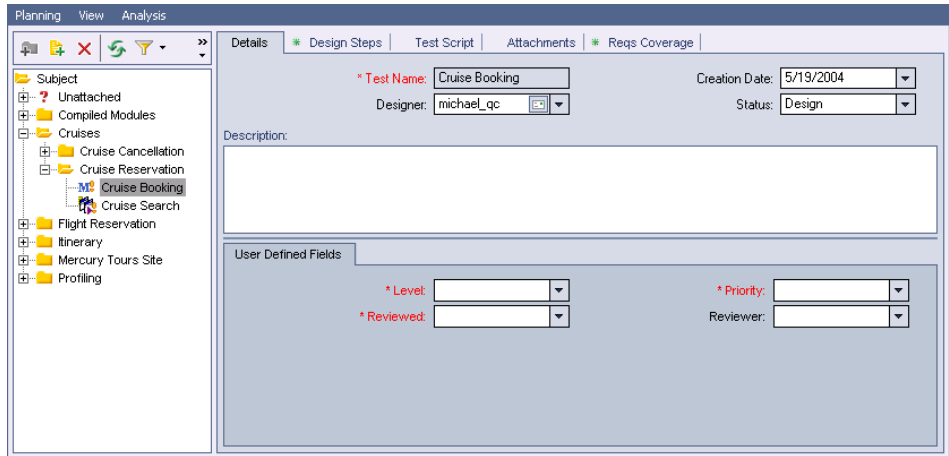 Planning View Analysis
Details * Design Steps Test Script Attachments * Reqs Coverage
Subject
? Unattached
Compiled Modules
Cruises
Cruise Cancellation
Cruise Reservation
M Cruise Booking
Cruise Search
Flight Reservation
Itinerary
Mercury Tours Site
Profiling
* Test Name: Cruise Booking Creation Date: 5/19/2004
Designer: michael_qc Status: Design
Description:
User Defined Fields
* Level: * Priority:
* Reviewed: Reviewer: